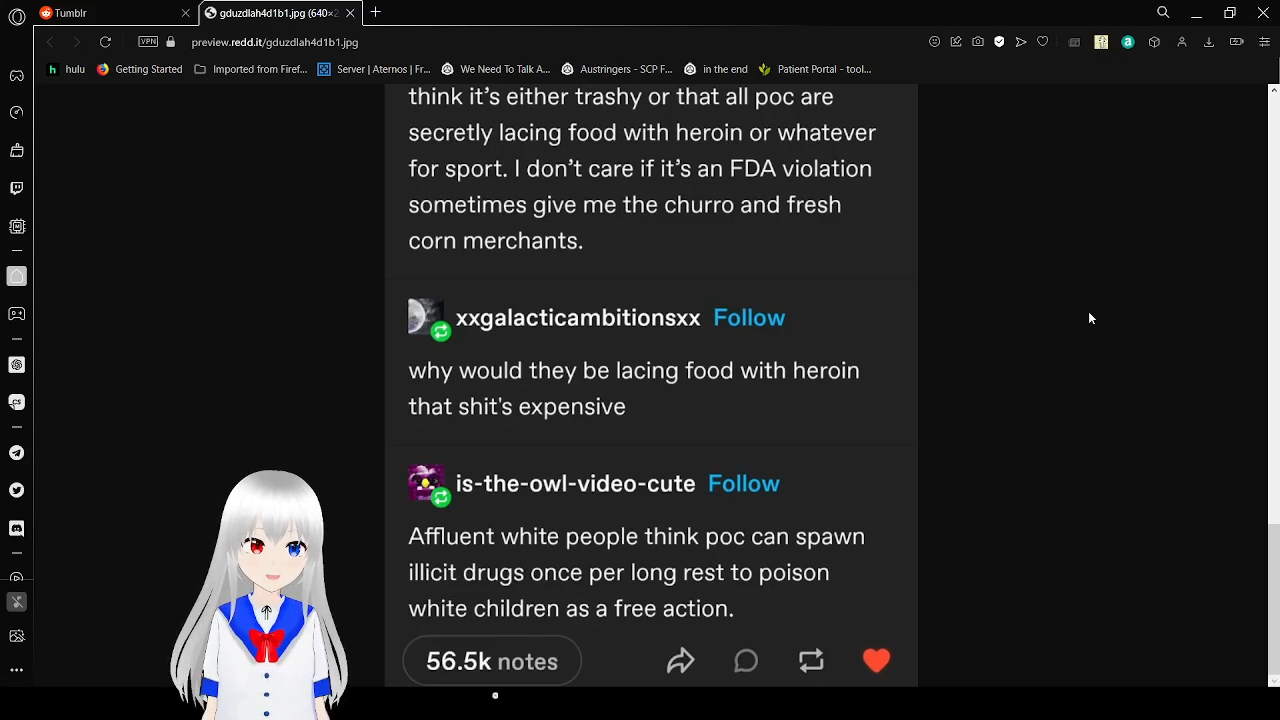 Tumblr
gduzdlah4d1b1.jpg (640×2
preview.redd.it/gduzdlah4d1b1.jpg
VPN
hulu
Getting Started
Imported from Firef...
Server | Aternos | Fr...
We Need To Talk A...
Austringers - SCP F...
in the end
Patient Portal - tool...
think it's either trashy or that all poc are
secretly lacing food with heroin or whatever
for sport. I don't care if it's an FDA violation
sometimes give me the churro and fresh
corn merchants.
xxgalacticambitionsxx Follow
why would they be lacing food with heroin
that shit's expensive
is-the-owl-video-cute Follow
Affluent white people think poc can spawn
illicit drugs once per long rest to poison
white children as a free action.
56.5k notes